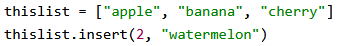 thislist = ["apple", "banana", "cherry"]
thislist.insert(2, "watermelon")